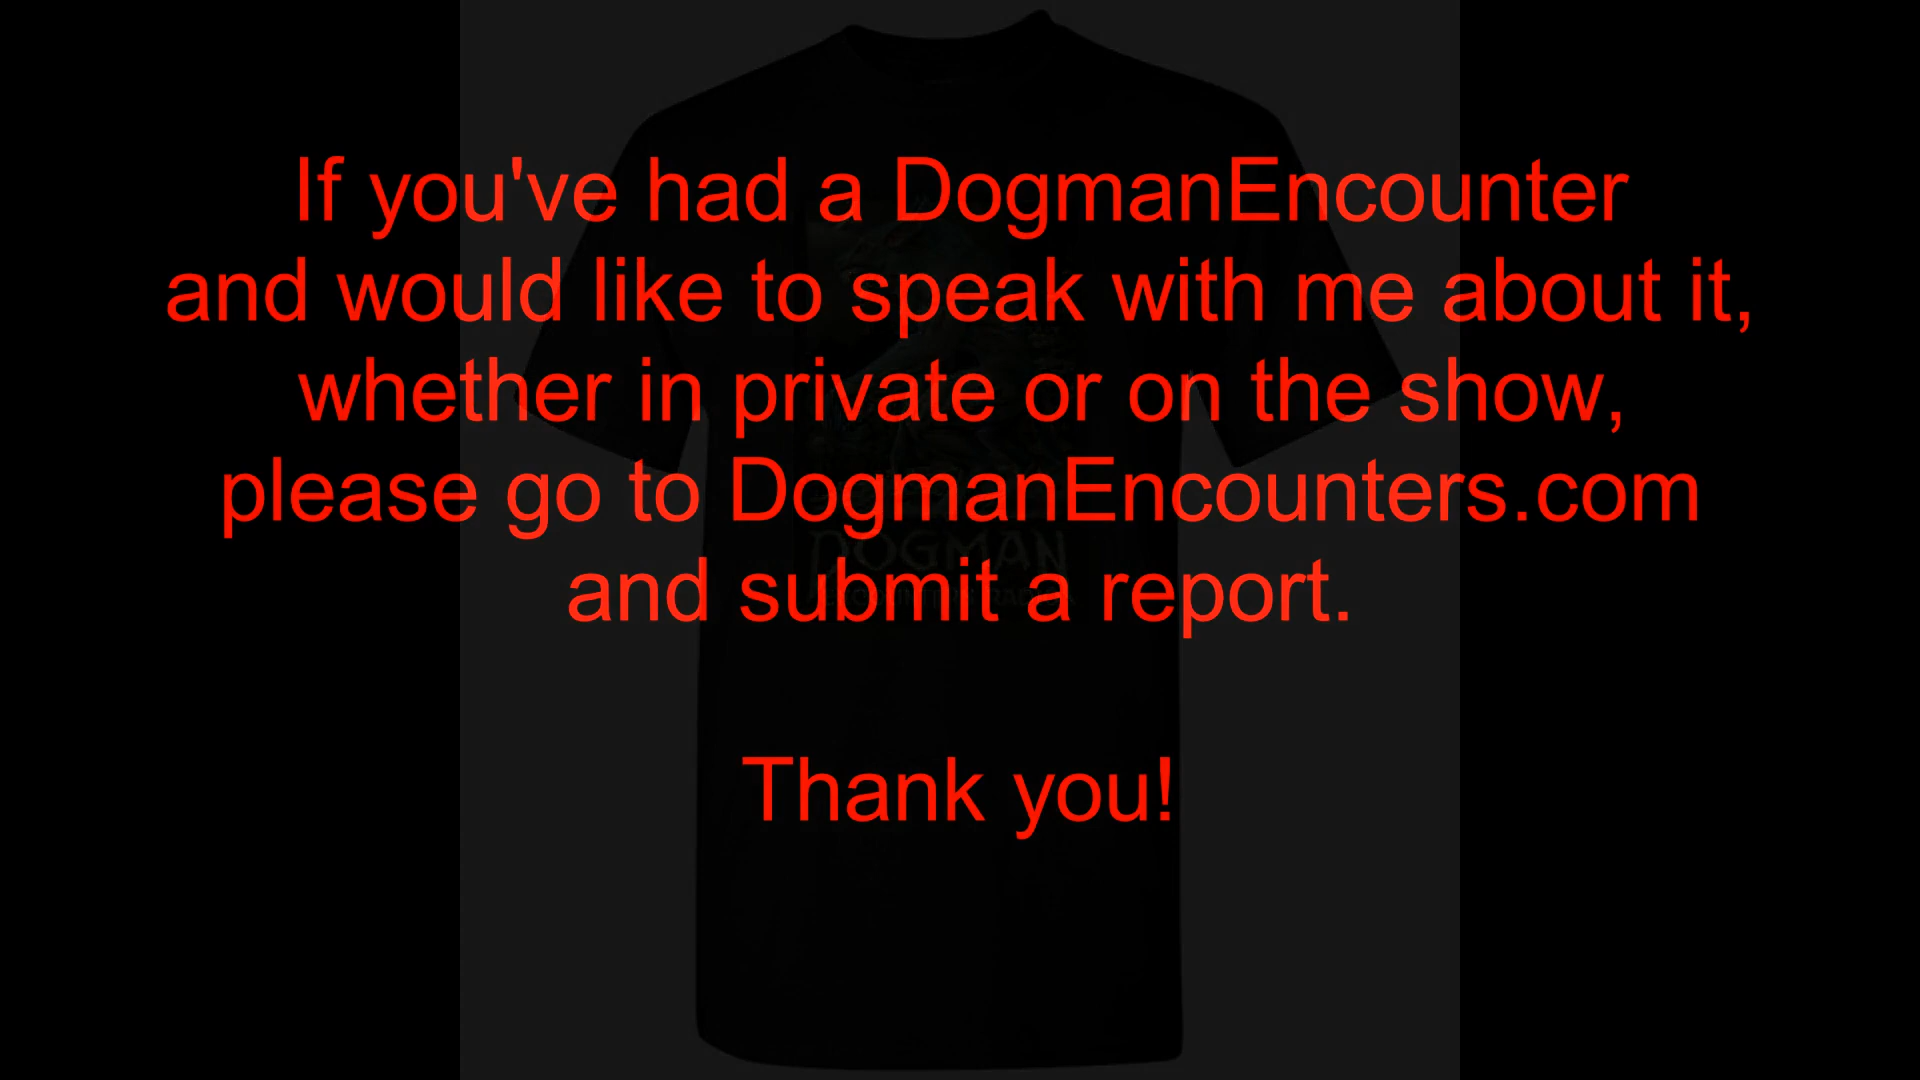 If you've had a DogmanEncounter
and would like to speak with me about it,
whether in private or on the show,
please go to DogmanEncounters.com
DOGMAN
and submit a report.
Thank you!